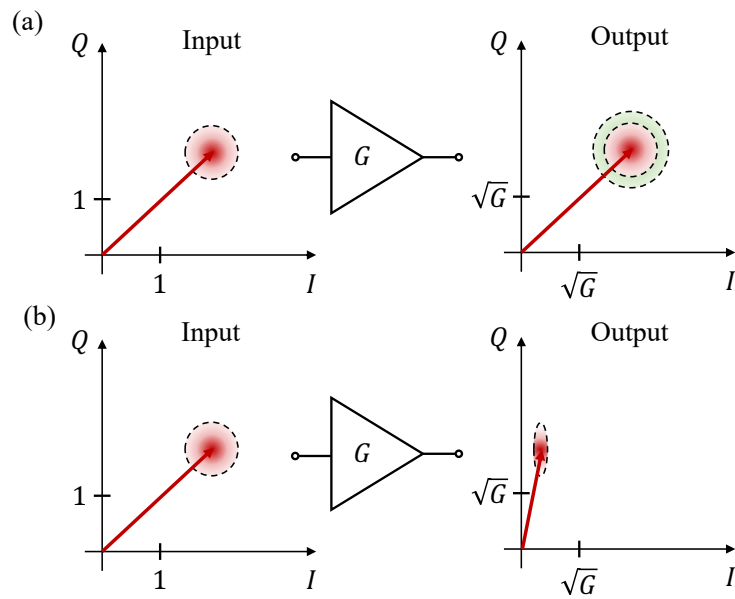 (a)
Input
Output
Q
Q
G
1
√G
1
I
√G
I
(b)
Input
Output
Q
Q
G
1
√G
1
I
√G
I